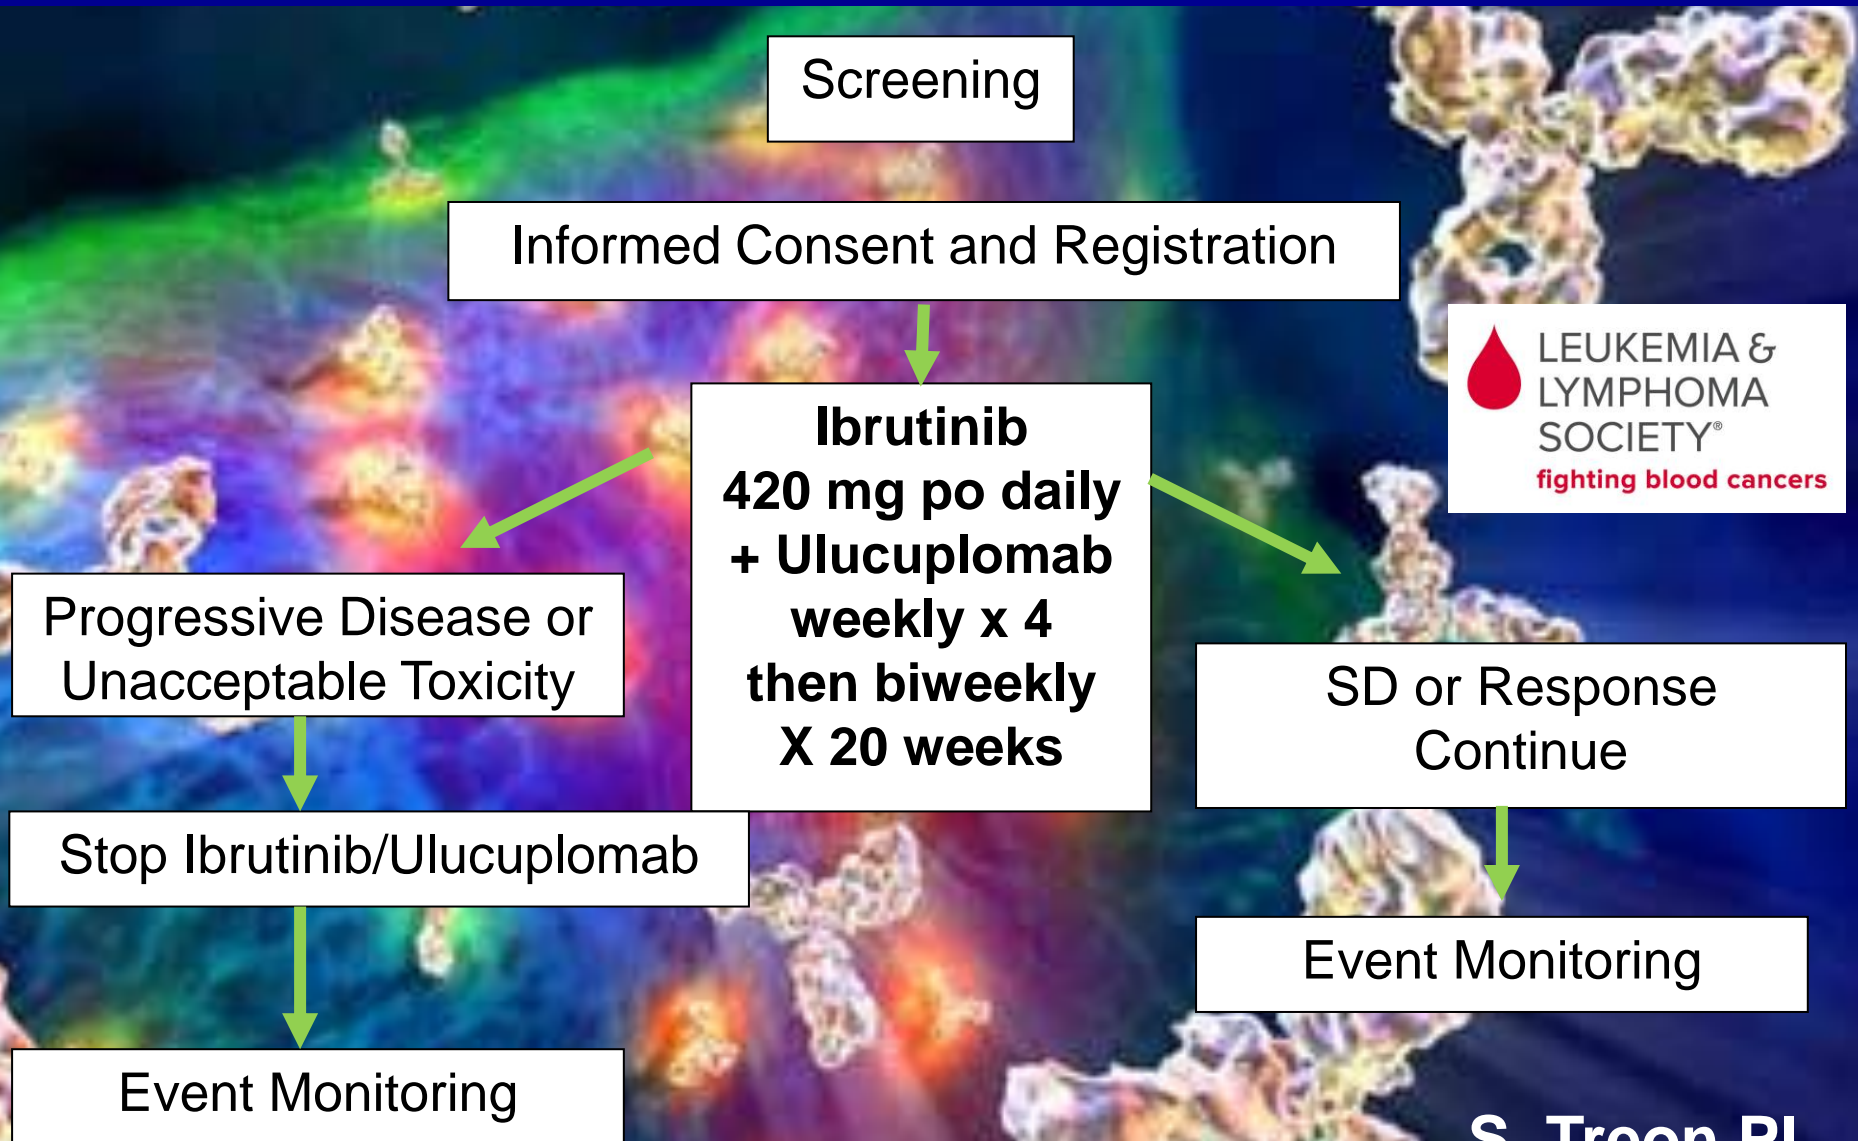 Screening
Informed Consent and Registration
LEUKEMIA &
LYMPHOMA
SOCIETY®
fighting blood cancers
Ibrutinib
420 mg po daily
+ Ulucuplomab
weekly x 4
then biweekly
X 20 weeks
Progressive Disease or
Unacceptable Toxicity
SD or Response
Continue
Stop Ibrutinib/Ulucuplomab
Event Monitoring
Event Monitoring
S. Treon PI